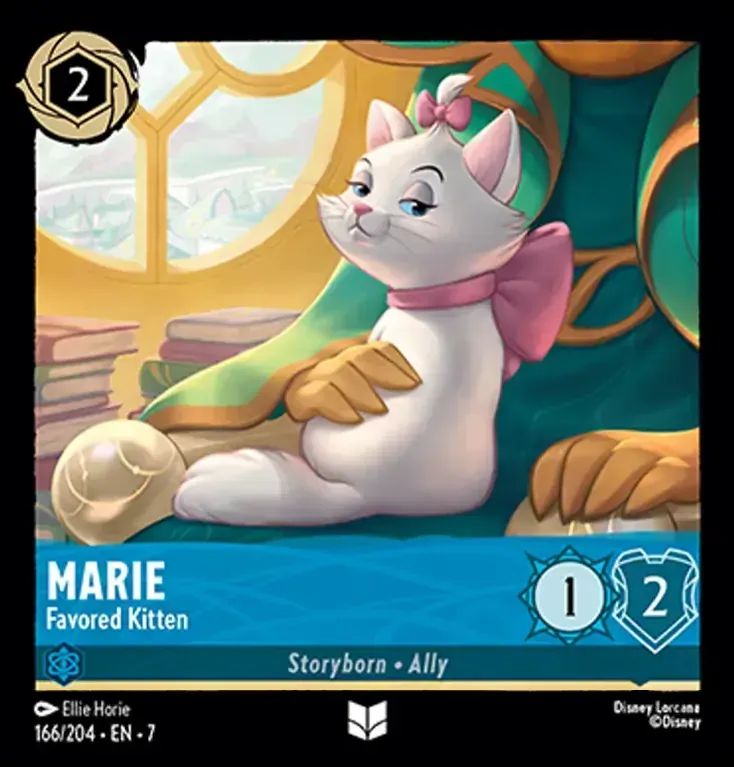 2
MARIE
Favored Kitten
1 2
Storyborn • Ally
Ellie Horie
166/204 • EN • 7
Disney Lorcana
©Disney